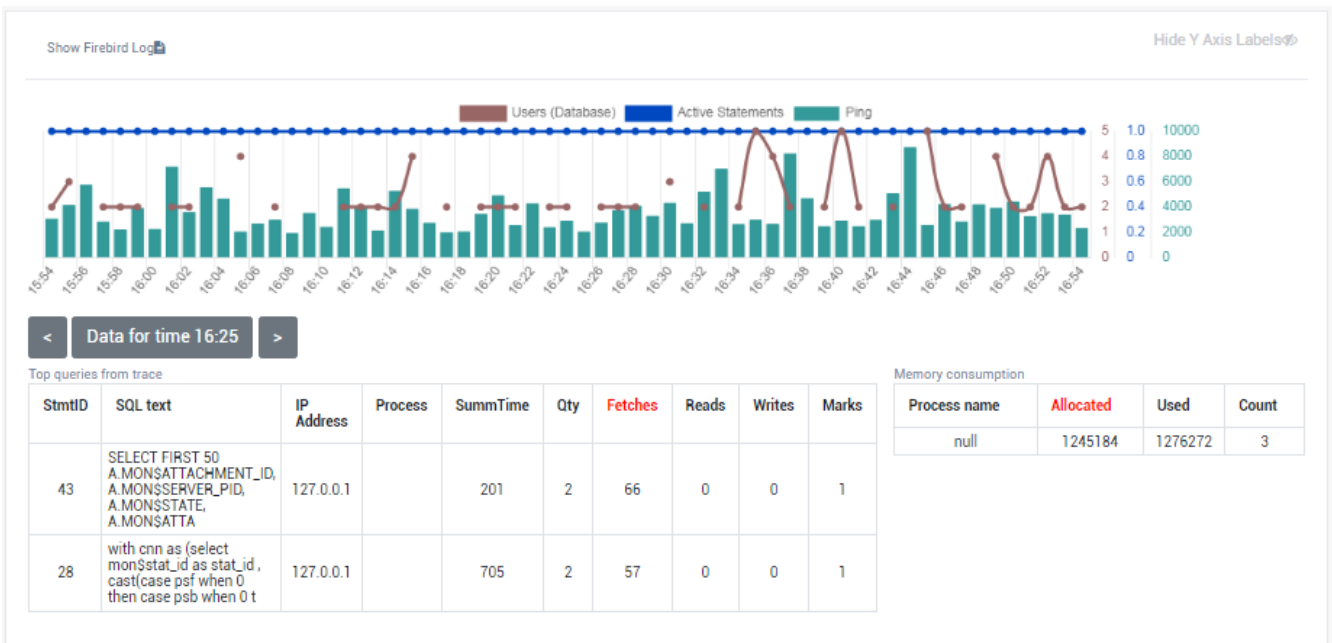 Show Firebird Log
Hide Y Axis Labels
Users (Database) Active Statements Ping
5 1.0 10000
4 0.8 8000
3 0.6 6000
2 0.4 4000
1 0.2 2000
0 0 0
15:54 15:56 15:58 16:00 16:02 16:04 16:06 16:08 16:10 16:12 16:14 16:16 16:18 16:20 16:22 16:24 16:26 16:28 16:30 16:32 16:34 16:36 16:38 16:40 16:42 16:44 16:46 16:48 16:50 16:52 16:54
< Data for time 16:25 >
Top queries from trace
StmtID SQL text IP Address Process SummTime Qty Fetches Reads Writes Marks
SELECT FIRST 50
A.MON$ATTACHMENT_ID,
43 A.MON$SERVER_PID, 127.0.0.1 201 2 66 0 0 1
A.MON$STATE,
A.MON$ATTA
with cnn as (select
mon$stat_id as stat_id ,
28 cast(case psf when 0 127.0.0.1 705 2 57 0 0 1
then case psb when 0 t
Memory consumption
Process name Allocated Used Count
null 1245184 1276272 3